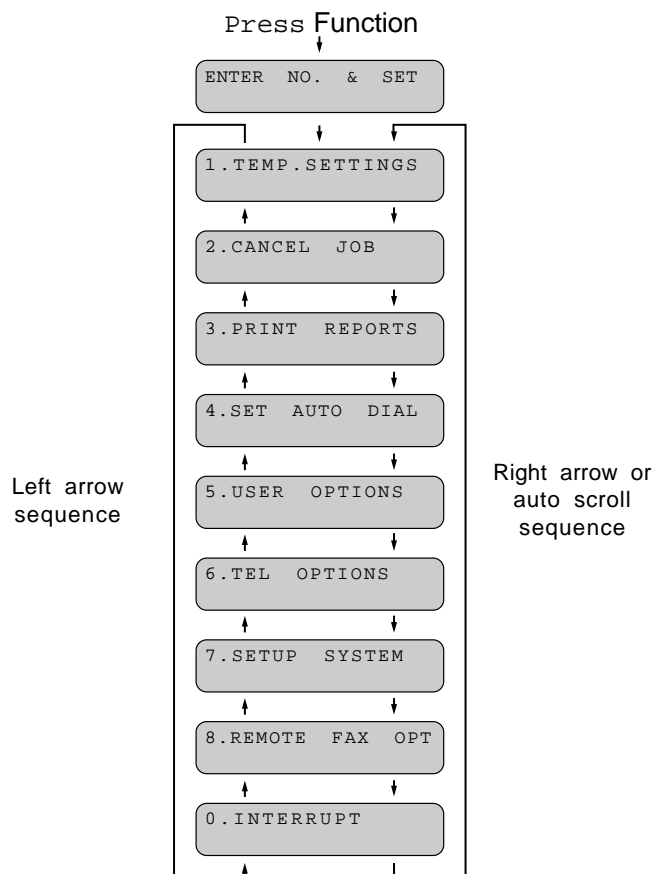 Press Function
ENTER NO. & SET
1.TEMP.SETTINGS
2.CANCEL JOB
3.PRINT REPORTS
4.SET AUTO DIAL
5.USER OPTIONS
6.TEL OPTIONS
7.SETUP SYSTEM
8.REMOTE FAX OPT
0.INTERRUPT
Left arrow
sequence
Right arrow or
auto scroll
sequence